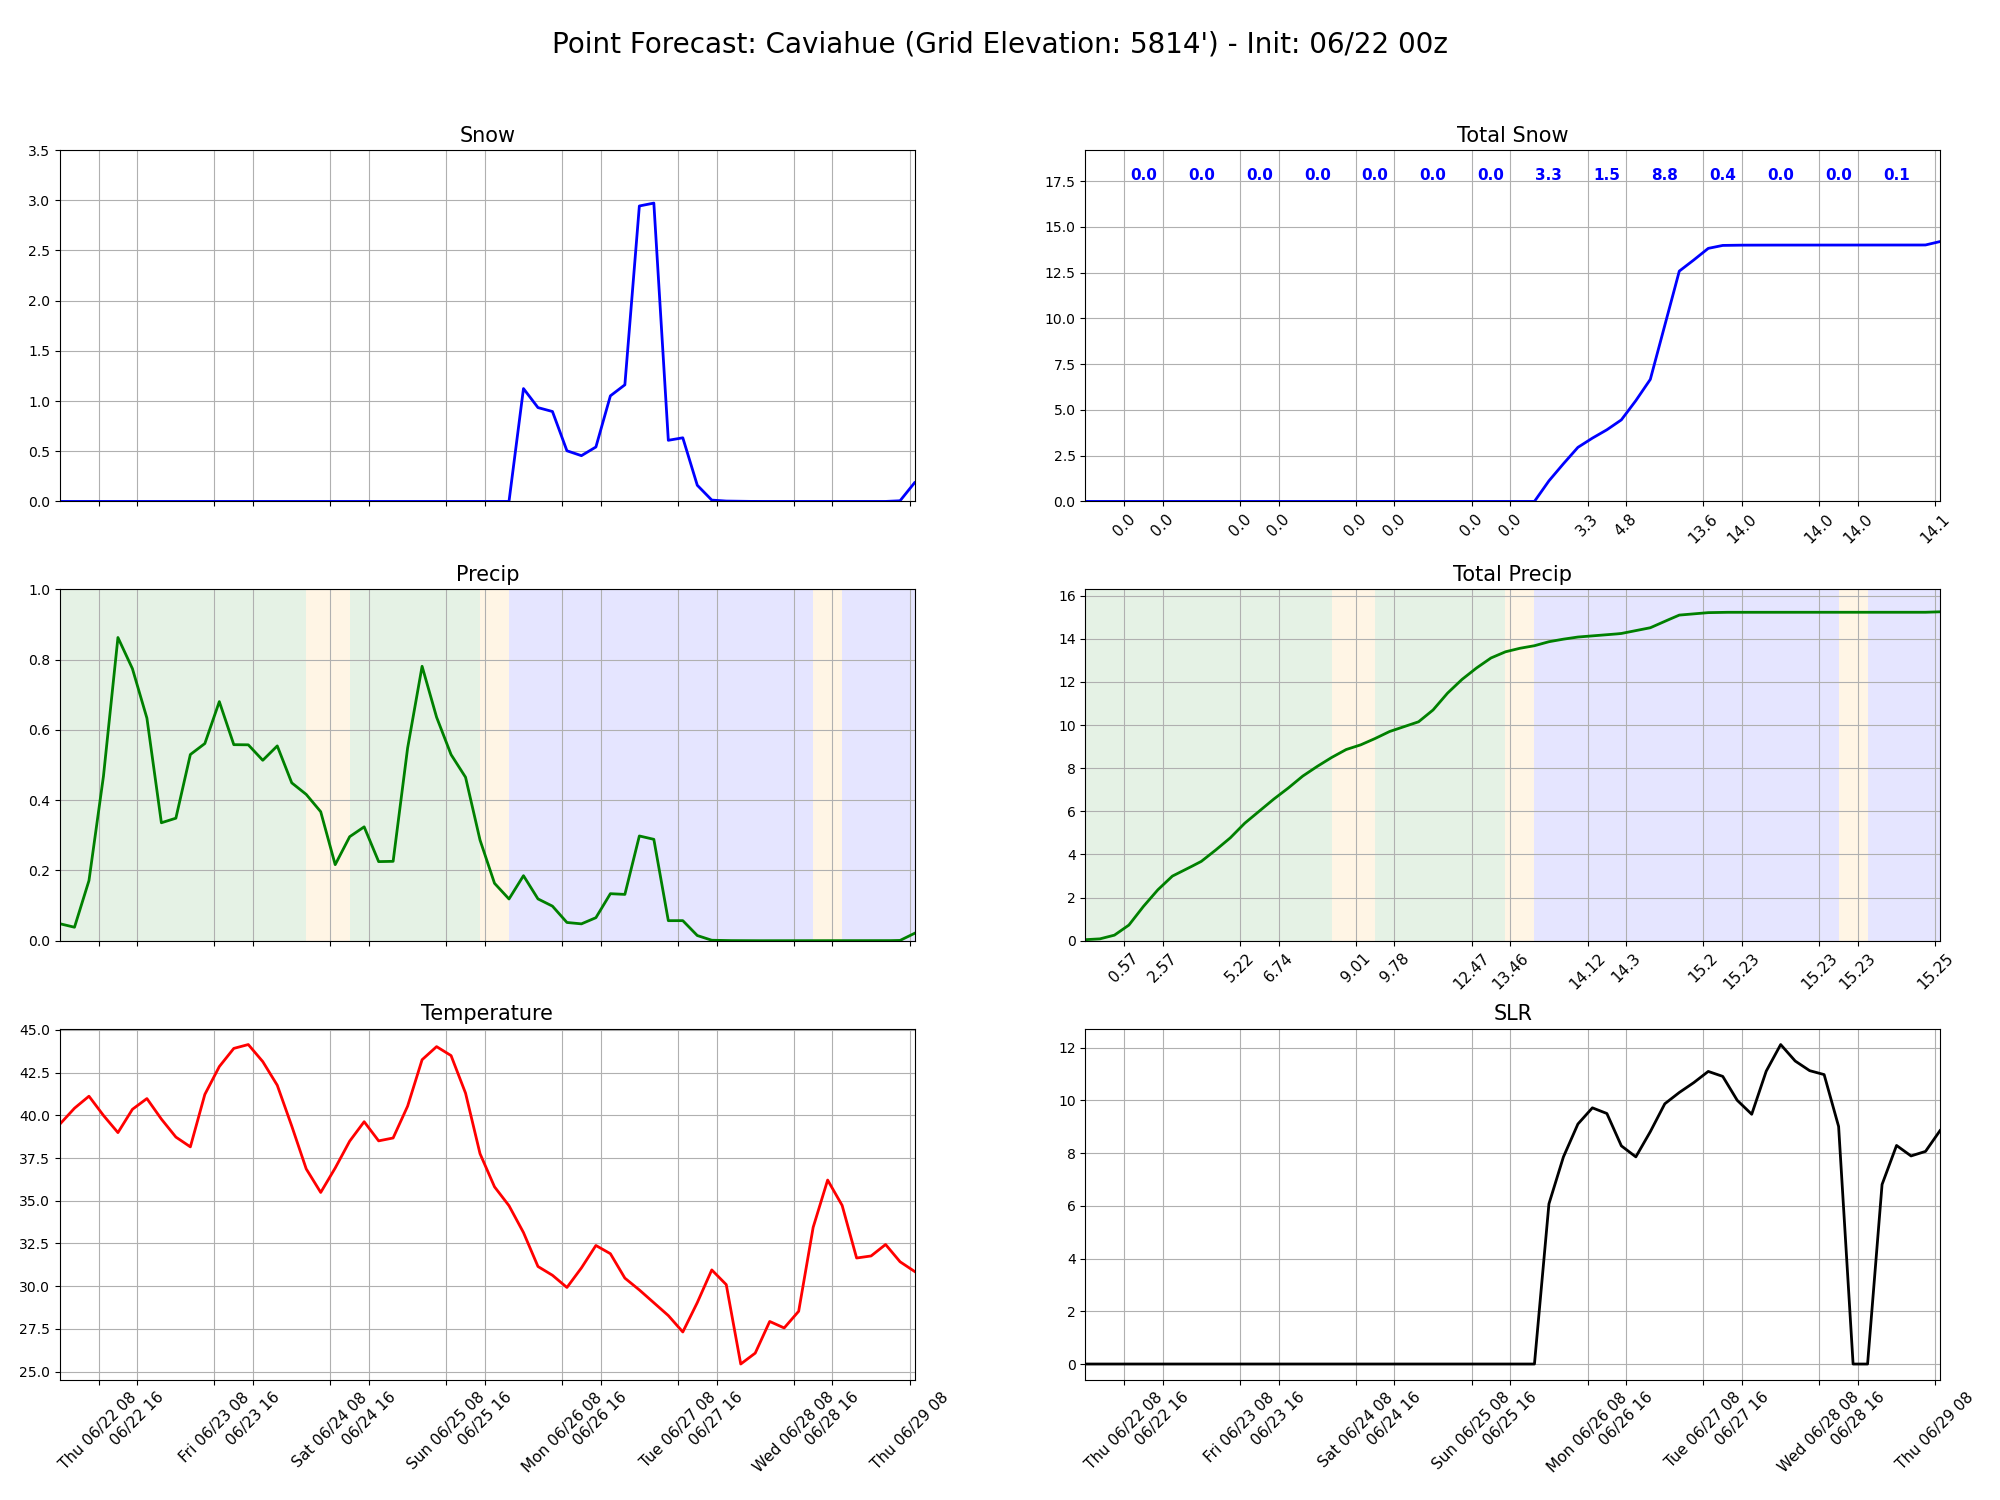 Point Forecast: Caviahue (Grid Elevation: 5814') - Init: 06/22 00z
Snow
3.5
3.0
2.5
2.0
1.5
1.0
0.5
0.0
Total Snow
0.0 0.0 0.0 0.0 0.0 0.0 0.0 3.3 1.5 8.8 0.4 0.0 0.0 0.1
17.5
15.0
12.5
10.0
7.5
5.0
2.5
0.0
0.0 0.0 0.0 0.0 0.0 0.0 0.0 0.0 3.3 4.8 13.6 14.0 14.0 14.0 14.1
Precip
1.0
0.8
0.6
0.4
0.2
0.0
Total Precip
16
14
12
10
8
6
4
2
0
0.57 2.57 5.22 6.74 9.01 9.78 12.47 13.46 14.12 14.3 15.2 15.23 15.23 15.23 15.25
Temperature
45.0
42.5
40.0
37.5
35.0
32.5
30.0
27.5
25.0
Thu 06/22 08
06/22 16
Fri 06/23 08
06/23 16
Sat 06/24 08
06/24 16
Sun 06/25 08
06/25 16
Mon 06/26 08
06/26 16
Tue 06/27 08
06/27 16
Wed 06/28 08
06/28 16
Thu 06/29 08
SLR
12
10
8
6
4
2
0
Thu 06/22 08
06/22 16
Fri 06/23 08
06/23 16
Sat 06/24 08
06/24 16
Sun 06/25 08
06/25 16
Mon 06/26 08
06/26 16
Tue 06/27 08
06/27 16
Wed 06/28 08
06/28 16
Thu 06/29 08